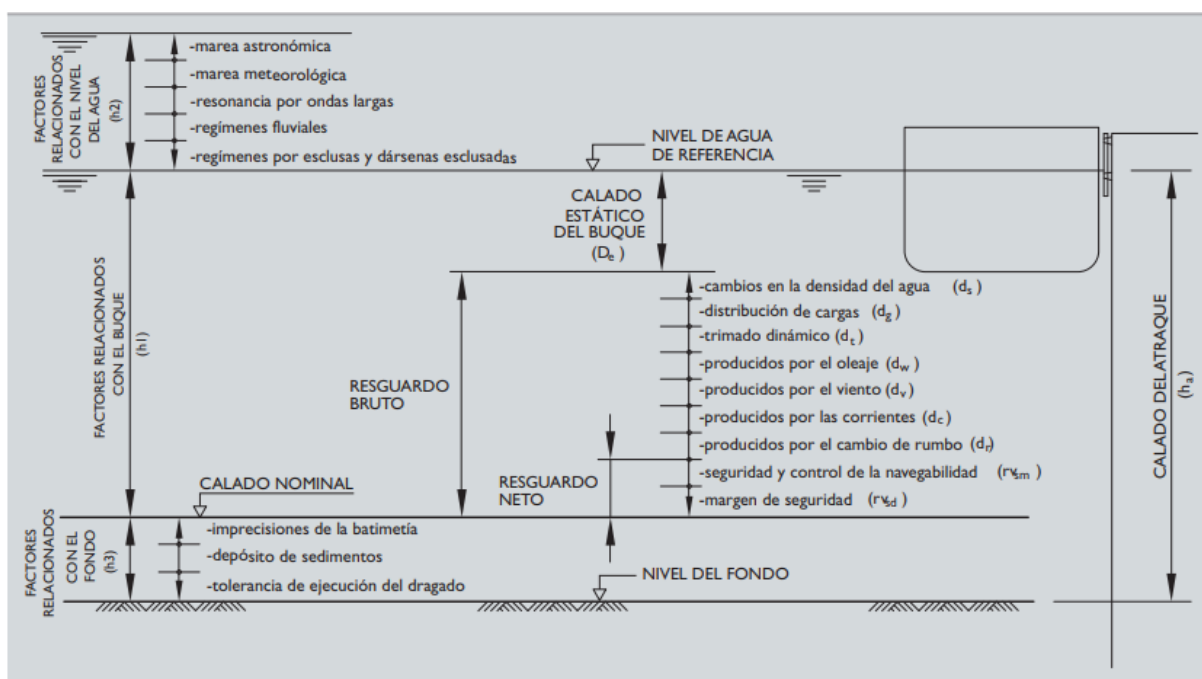 FACTORES
RELACIONADOS
CON EL NIVEL
DEL AGUA
(h2)
-marea astronómica
-marea meteorológica
-resonancia por ondas largas
-regímenes fluviales
-regímenes por esclusas y dársenas esclusadas
NIVEL DE AGUA
DE REFERENCIA
FACTORES RELACIONADOS
CON EL BUQUE
(h1)
CALADO
ESTÁTICO
DEL BUQUE
(De)
RESGUARDO
BRUTO
-cambios en la densidad del agua (ds)
-distribución de cargas (dg)
-trimado dinámico (dt)
-producidos por el oleaje (dw)
-producidos por el viento (dv)
-producidos por las corrientes (dc)
-producidos por el cambio de rumbo (dr)
-seguridad y control de la navegabilidad (rvsm)
-margen de seguridad (rvsd)
RESGUARDO
NETO
CALADO DELATRAQUE
(ha)
CALADO NOMINAL
FACTORES
RELACIONADOS
CON EL
FONDO
(h3)
-imprecisiones de la batimetía
-depósito de sedimentos
-tolerancia de ejecución del dragado
NIVEL DEL FONDO